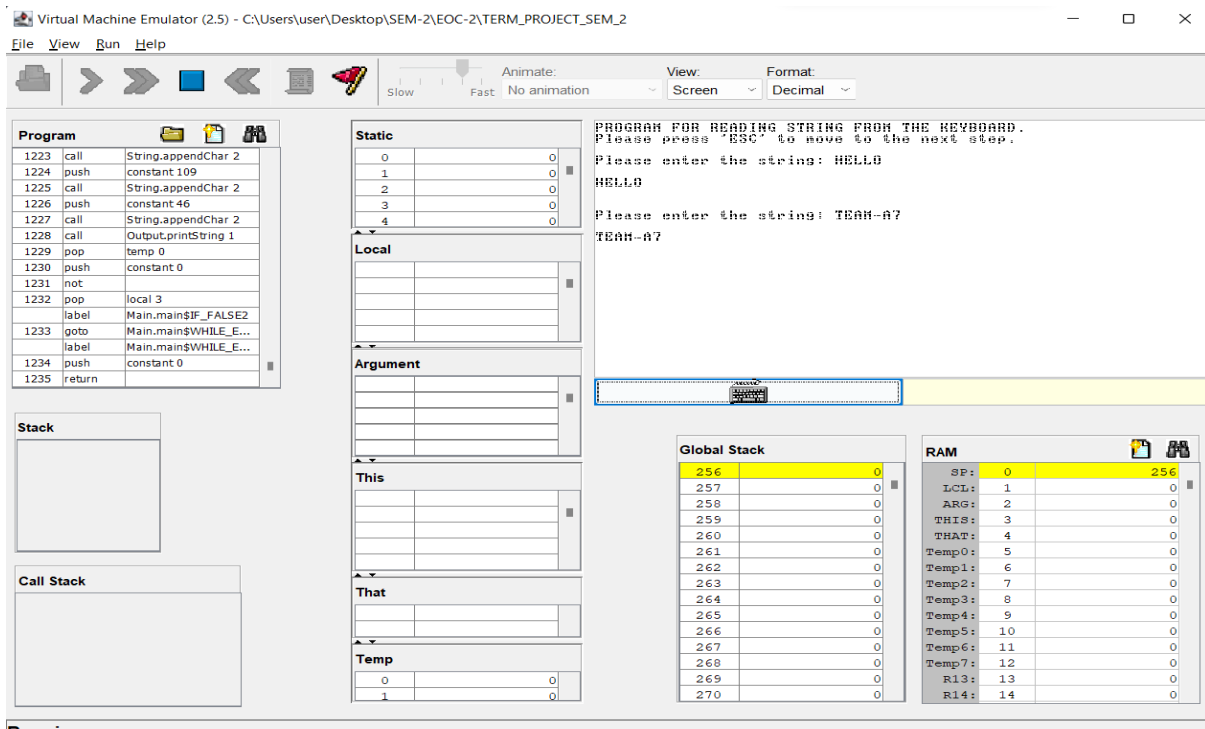 Virtual Machine Emulator (2.5) - C:\Users\user\Desktop\SEM-2\EOC-2\TERM_PROJECT_SEM_2
File View Run Help
Animate: View: Format:
Slow Fast No animation Screen Decimal
Program
1223 call String.appendChar 2
1224 push constant 109
1225 call String.appendChar 2
1226 push constant 46
1227 call String.appendChar 2
1228 call Output.printString 1
1229 pop temp 0
1230 push constant 0
1231 not
1232 pop local 3
label Main.main$IF_FALSE2
1233 goto Main.main$WHILE_E...
label Main.main$WHILE_E...
1234 push constant 0
1235 return
Stack
Call Stack
Static
0 0
1 0
2 0
3 0
4 0
Local
Argument
This
That
Temp
0 0
1 0
PROGRAM FOR READING STRING FROM THE KEYBOARD.
Please press 'ESC' to move to the next step.
Please enter the string: HELLO
HELLO
Please enter the string: TEAM-A7
TEAM-A7
Global Stack
256 0
257 0
258 0
259 0
260 0
261 0
262 0
263 0
264 0
265 0
266 0
267 0
268 0
269 0
270 0
RAM
SP: 0 256
LCL: 1 0
ARG: 2 0
THIS: 3 0
THAT: 4 0
Temp0: 5 0
Temp1: 6 0
Temp2: 7 0
Temp3: 8 0
Temp4: 9 0
Temp5: 10 0
Temp6: 11 0
Temp7: 12 0
R13: 13 0
R14: 14 0